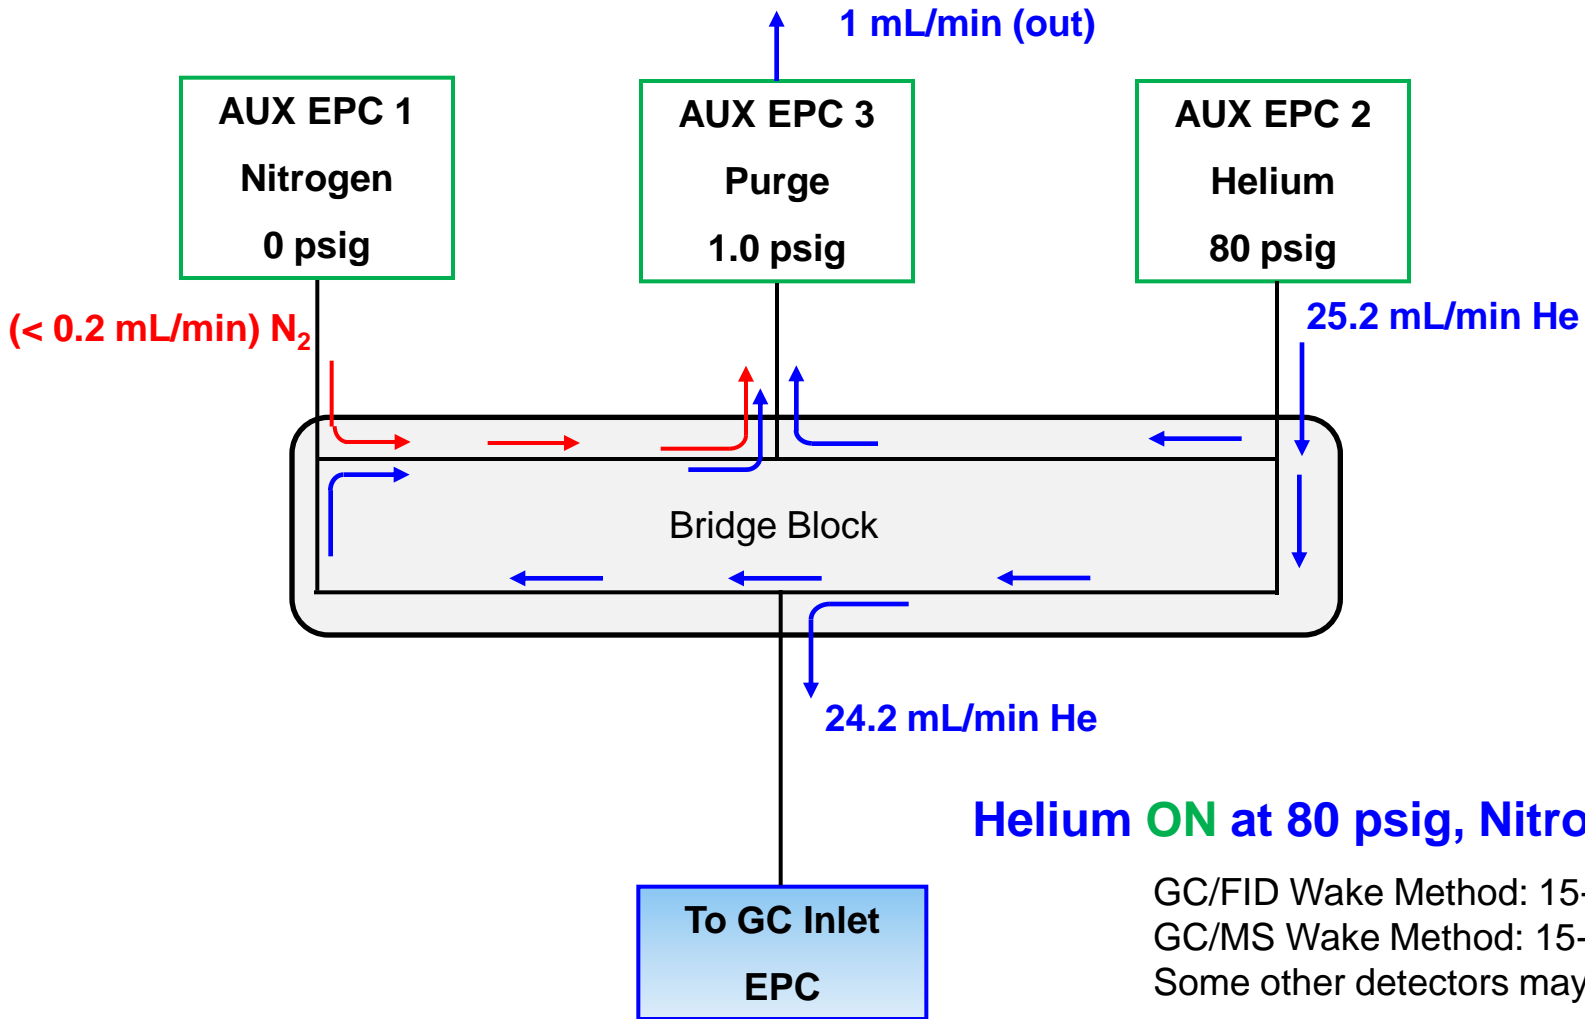 1 mL/min (out)
AUX EPC 1
Nitrogen
0 psig
AUX EPC 3
Purge
1.0 psig
AUX EPC 2
Helium
80 psig
(< 0.2 mL/min) N₂
25.2 mL/min He
Bridge Block
24.2 mL/min He
Helium ON at 80 psig, Nitro
GC/FID Wake Method: 15-
GC/MS Wake Method: 15-
Some other detectors may
To GC Inlet
EPC